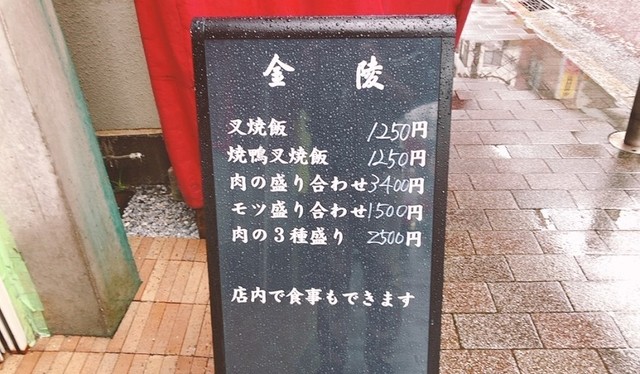 金陵
叉焼飯 1250円
焼鴨叉焼飯 1250円
肉の盛り合わせ 3400円
モツ盛り合わせ 1500円
肉の3種盛り 2500円
店内で食事もできます